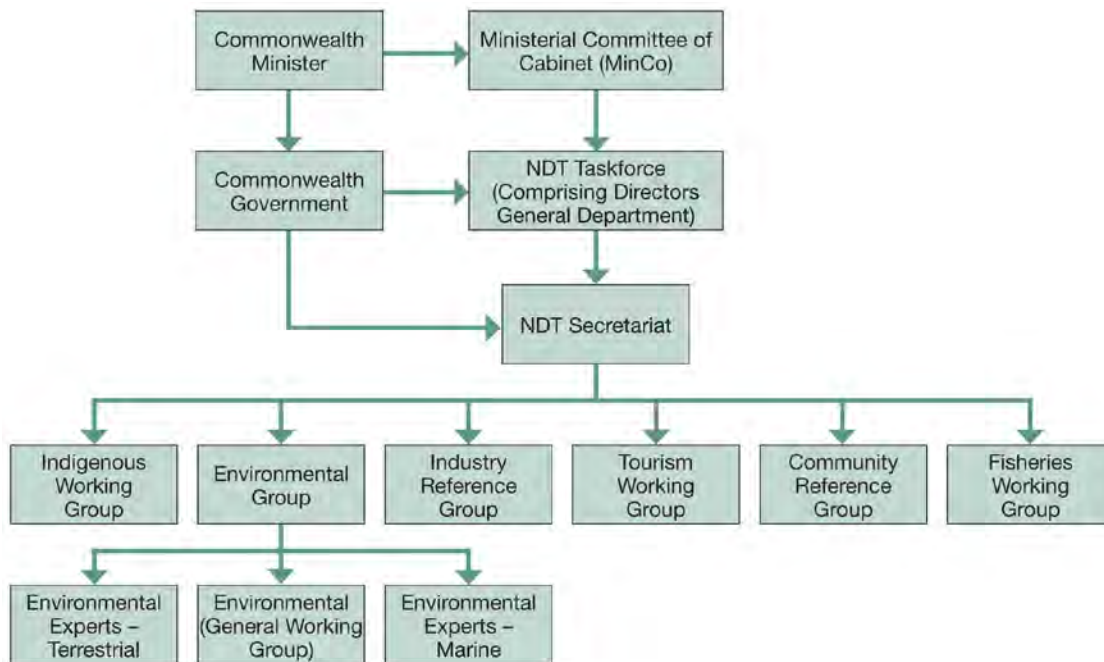 Commonwealth
Minister
Ministerial Committee of
Cabinet (MinCo)
Commonwealth
Government
NDT Taskforce
(Comprising Directors
General Department)
NDT Secretariat
Indigenous
Working
Group
Environmental
Group
Industry
Reference
Group
Tourism
Working
Group
Community
Reference
Group
Fisheries
Working
Group
Environmental
Experts –
Terrestrial
Environmental
(General Working
Group)
Environmental
Experts –
Marine